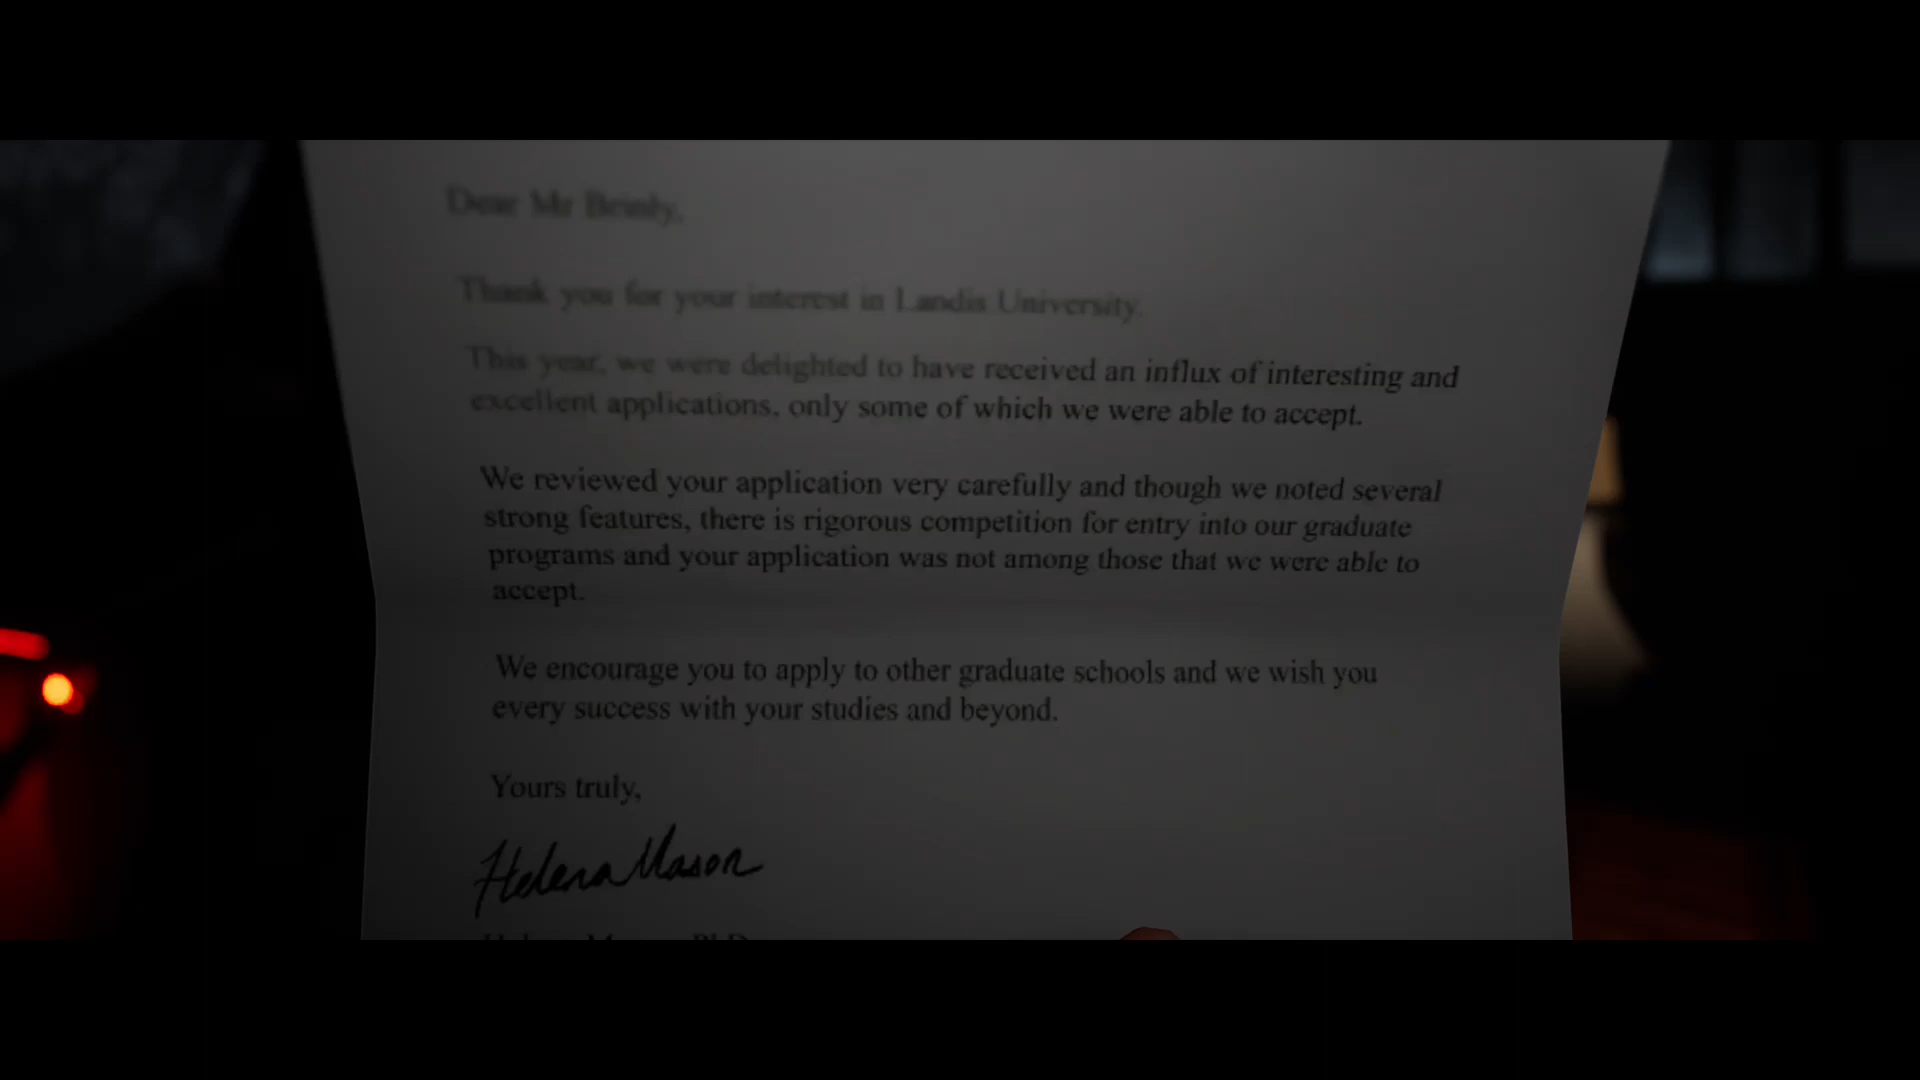 Dear Mr Brinly,
Thank you for your interest in Landis University.
This year, we were delighted to have received an influx of interesting and
excellent applications, only some of which we were able to accept.
We reviewed your application very carefully and though we noted several
strong features, there is rigorous competition for entry into our graduate
programs and your application was not among those that we were able to
accept.
We encourage you to apply to other graduate schools and we wish you
every success with your studies and beyond.
Yours truly,
Helena Mason